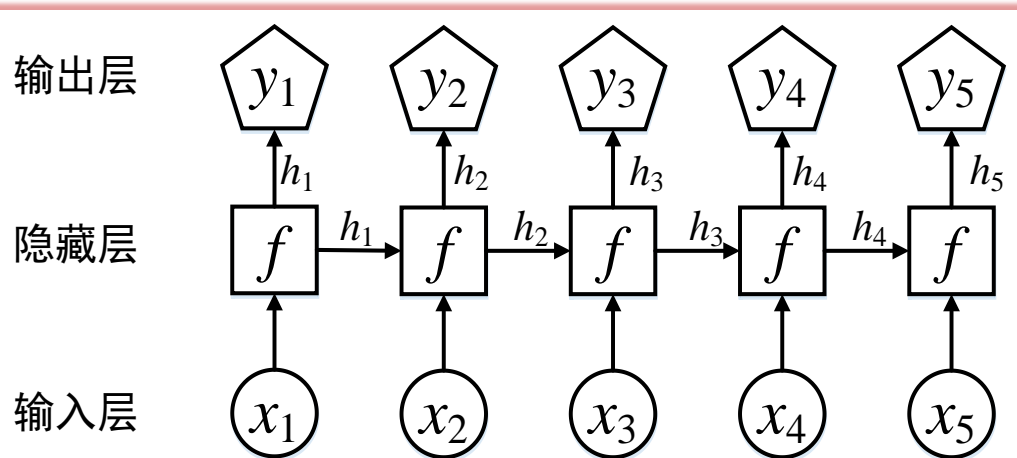 输出层 y1 y2 y3 y4 y5
h1 h2 h3 h4 h5
隐藏层 f h1 f h2 f h3 f h4 f
输入层 x1 x2 x3 x4 x5